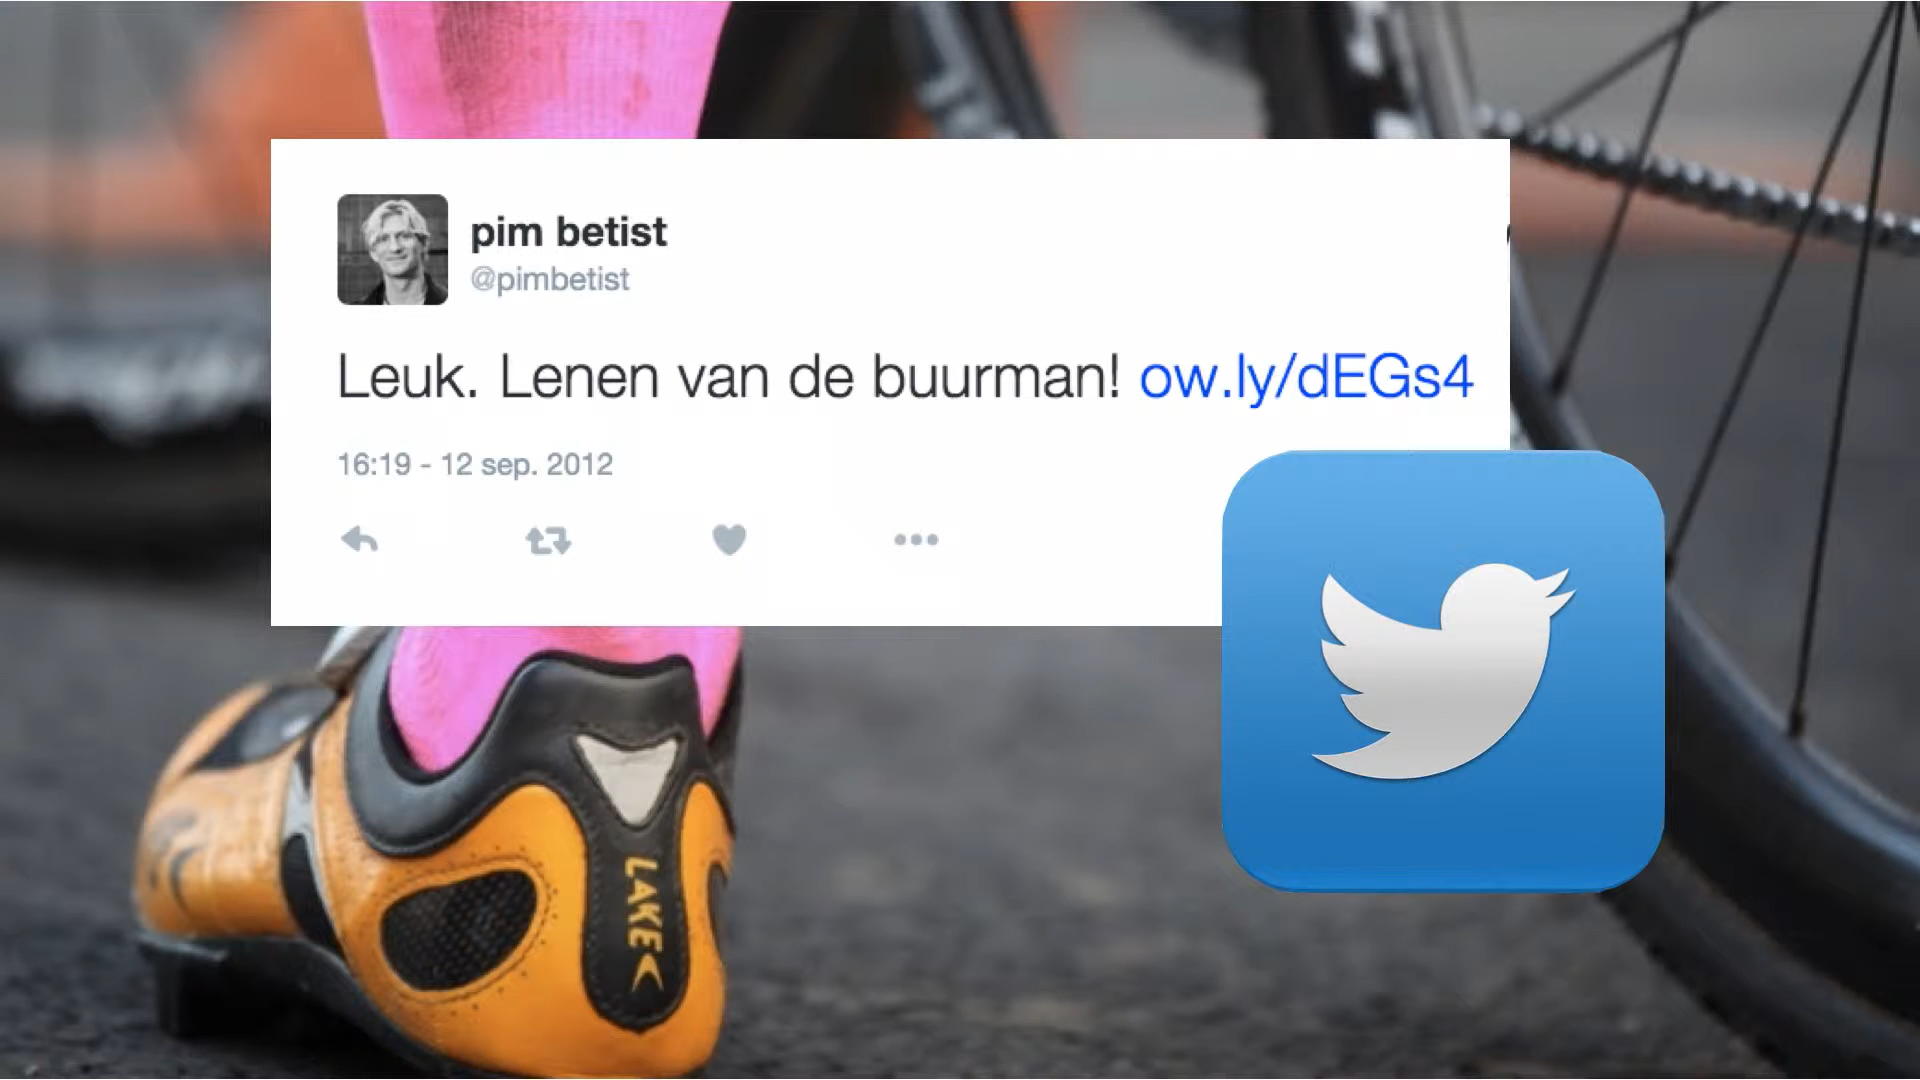 pim betist
@pimbetist
Leuk. Lenen van de buurman! ow.ly/dEGs4
16:19 - 12 sep. 2012
LAKE